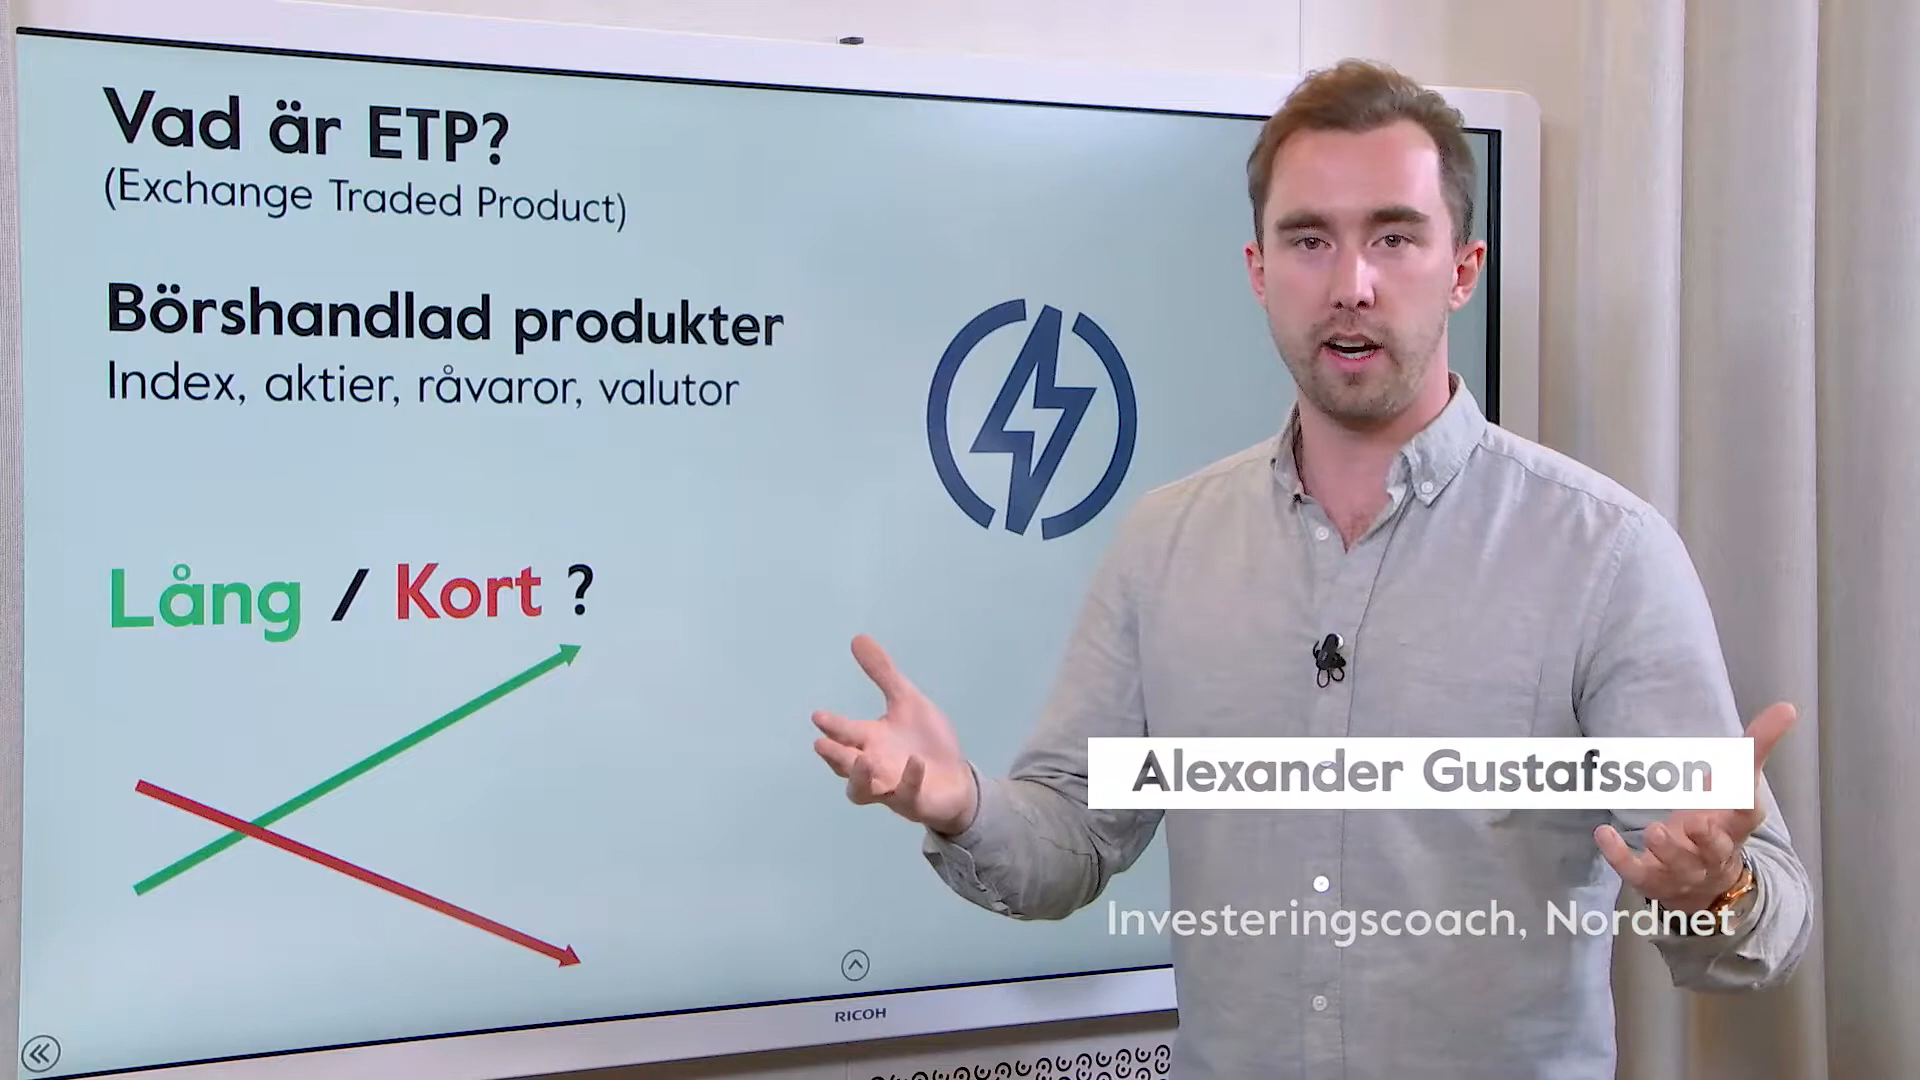 Vad är ETP?
(Exchange Traded Product)
Börshandlad produkter
Index, aktier, råvaror, valutor
Lång / Kort ?
Alexander Gustafsson
Investeringscoach, Nordnet
RICOH